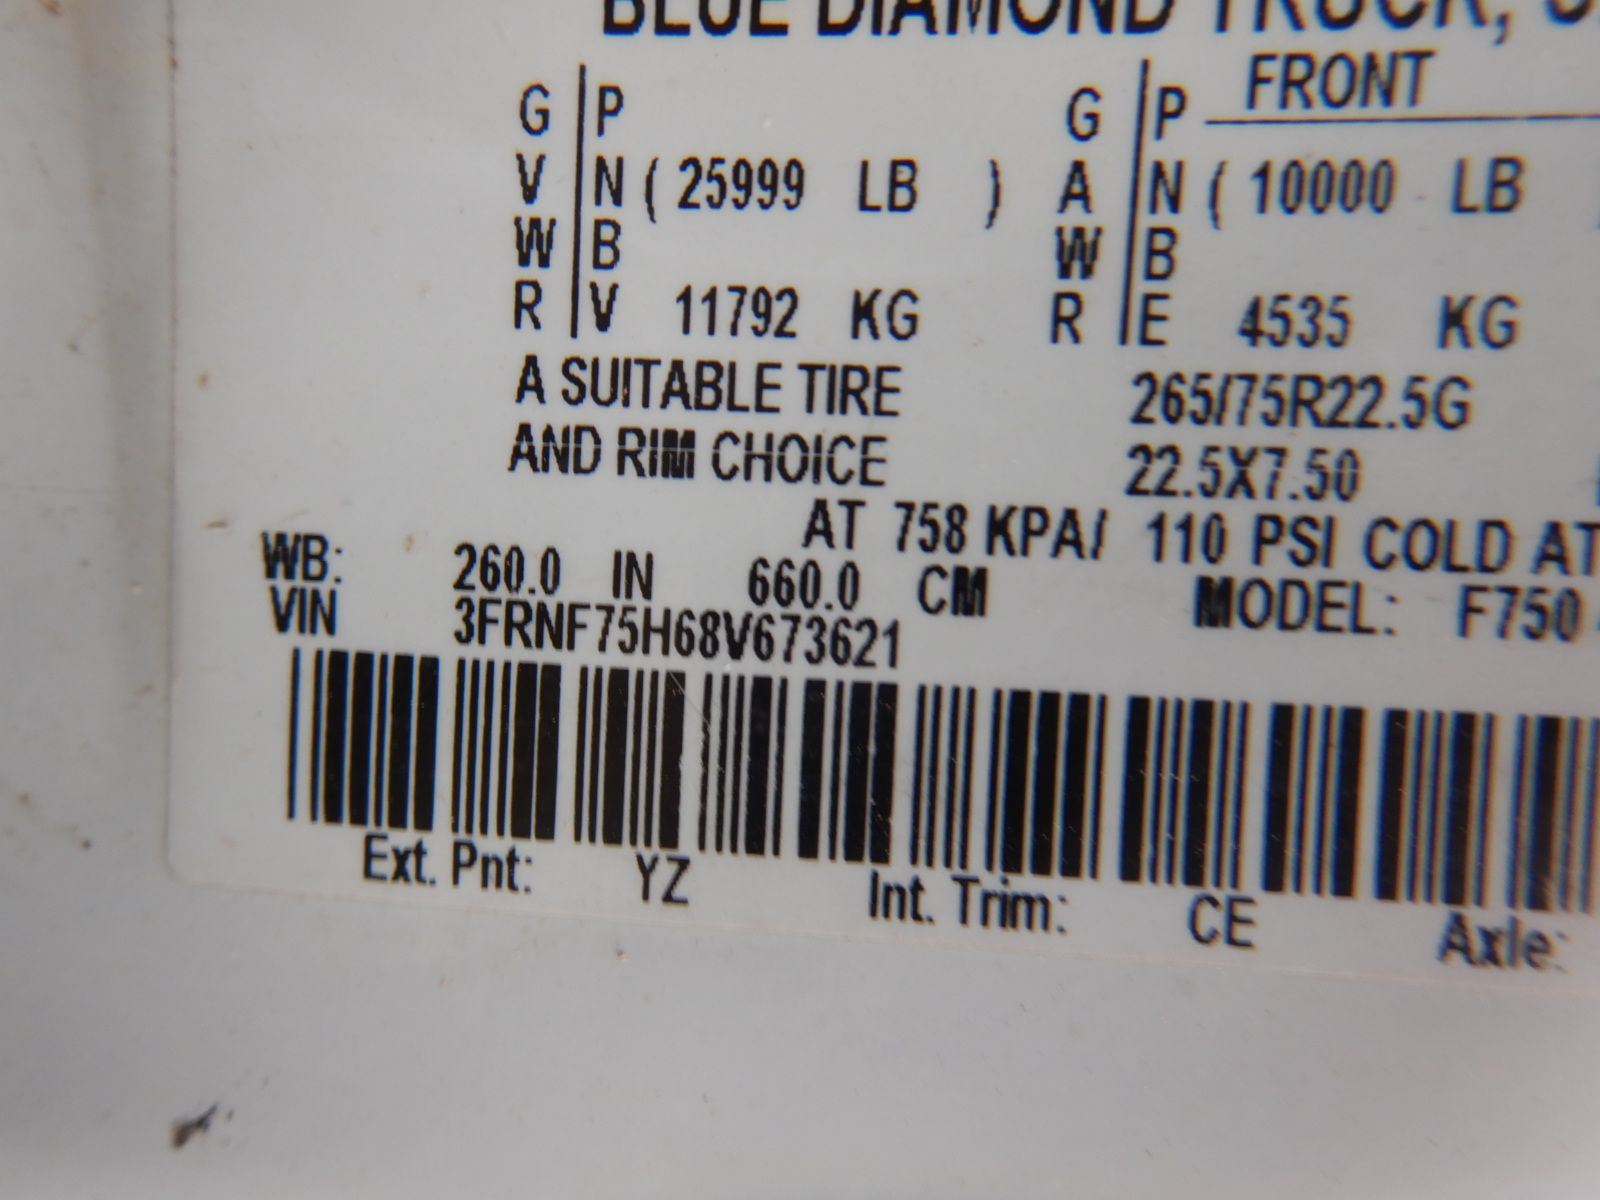 BLUE DIAMOND TRUCK,
FRONT
G P G P
V N ( 25999 LB ) A N ( 10000 LB
W B W B
R V 11792 KG R E 4535 KG
A SUITABLE TIRE 265/75R22.5G
AND RIM CHOICE 22.5X7.50
AT 758 KPA/ 110 PSI COLD AT
WB: 260.0 IN 660.0 CM MODEL: F750
VIN 3FRNF75H68V673621
Ext. Pnt: YZ Int. Trim: CE Axle: